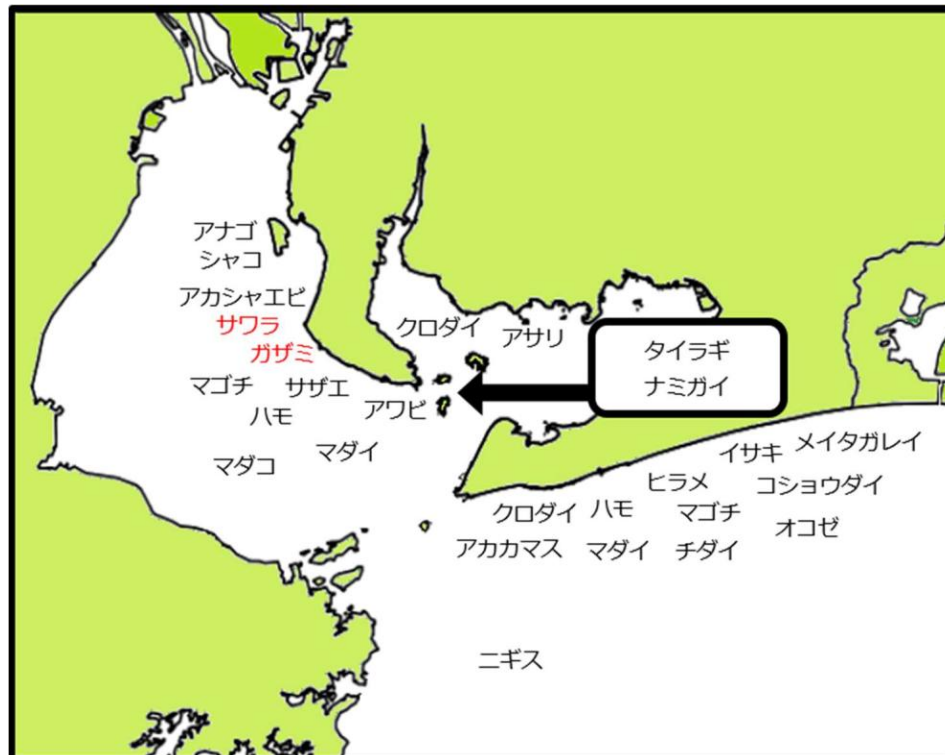 アナゴ
シャコ
アカシャエビ
サワラ
ガザミ
マゴチ
サザエ
ハモ
アワビ
マダコ
マダイ
クロダイ
アサリ
タイラギ
ナミガイ
イサキ
メイタガレイ
ヒラメ
コショウダイ
クロダイ
ハモ
マゴチ
オコゼ
アカカマス
マダイ
チダイ
ニギス